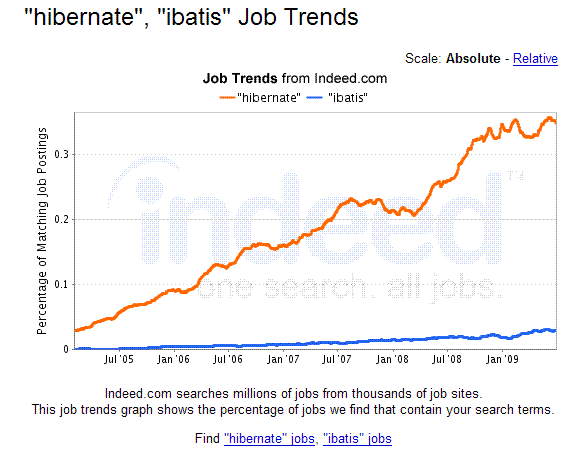 "hibernate", "ibatis" Job Trends
Scale: Absolute - Relative
Job Trends from Indeed.com
"hibernate" "ibatis"
Percentage of Matching Job Postings
0.3
0.2
0.1
0
indeed TM
one search. all jobs.
Jul '05 Jan '06 Jul '06 Jan '07 Jul '07 Jan '08 Jul '08 Jan '09
Indeed.com searches millions of jobs from thousands of job sites.
This job trends graph shows the percentage of jobs we find that contain your search terms.
Find "hibernate" jobs, "ibatis" jobs